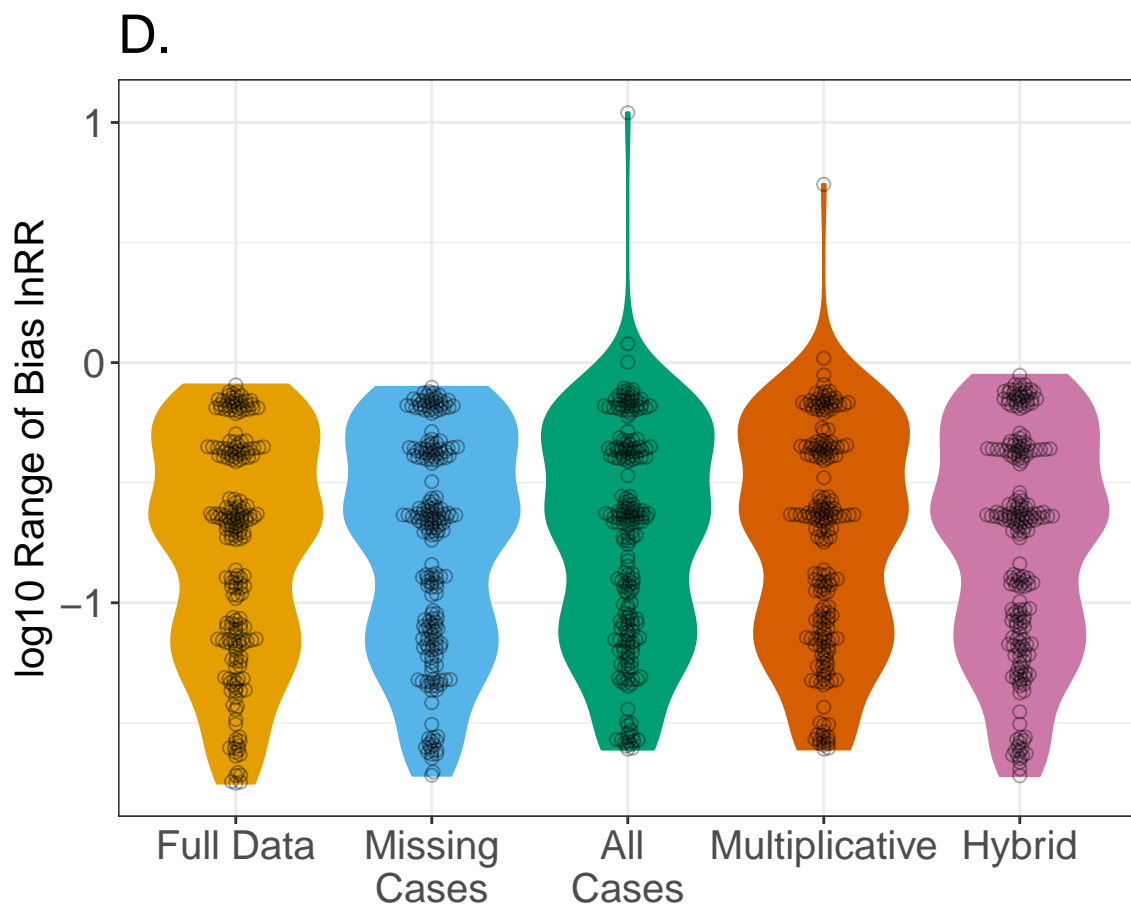 D.
log10 Range of Bias lnRR
1
0
−1
Full Data
Missing
Cases
All
Cases
Multiplicative
Hybrid